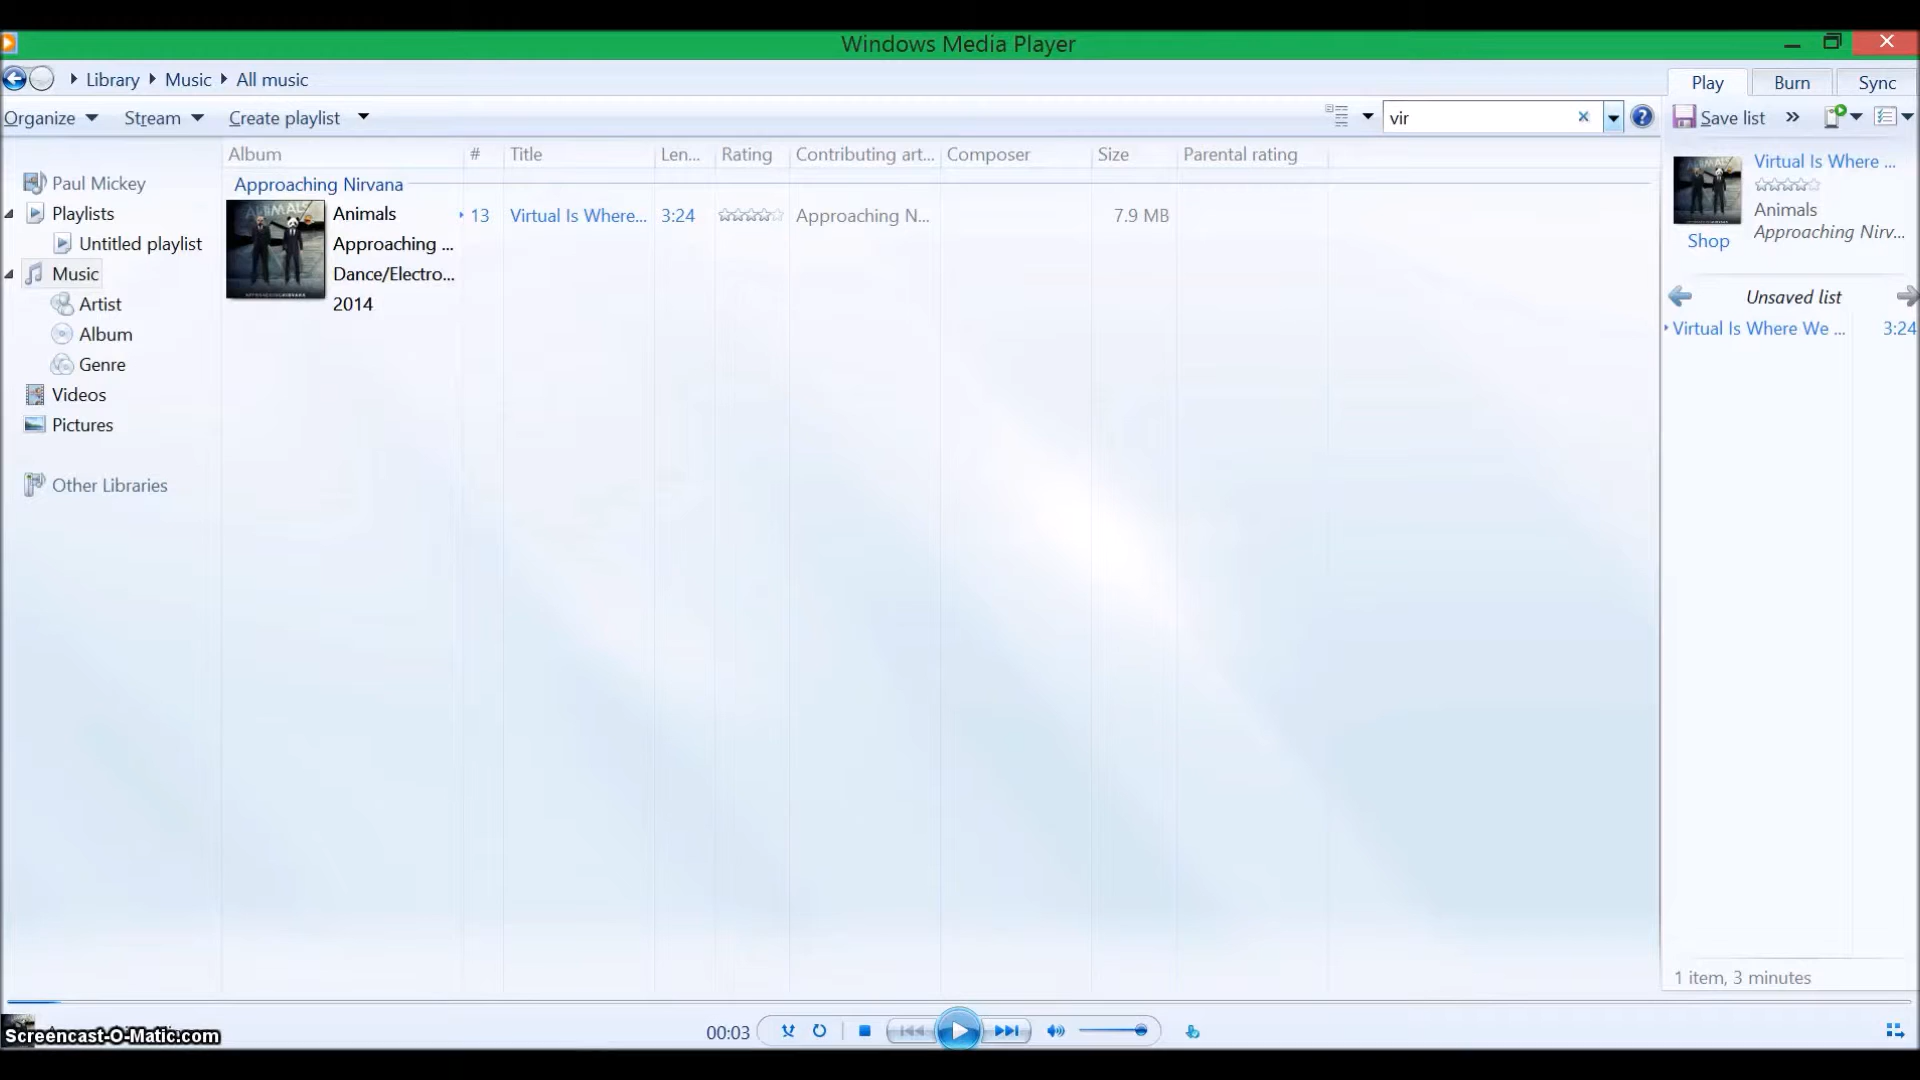 Windows Media Player
Library Music All music
Play Burn Sync
Organize Stream Create playlist
vir
Save list
Album # Title Len... Rating Contributing art... Composer Size Parental rating
Paul Mickey
Playlists
Untitled playlist
Music
Artist
Album
Genre
Videos
Pictures
Other Libraries
Approaching Nirvana
ANIMALS
Animals
Approaching ...
Dance/Electro...
2014
13 Virtual Is Where... 3:24 Approaching N... 7.9 MB
Virtual Is Where ...
Animals
Approaching Nirv...
Shop
Unsaved list
Virtual Is Where We ... 3:24
1 item, 3 minutes
00:03
Screencast-O-Matic.com